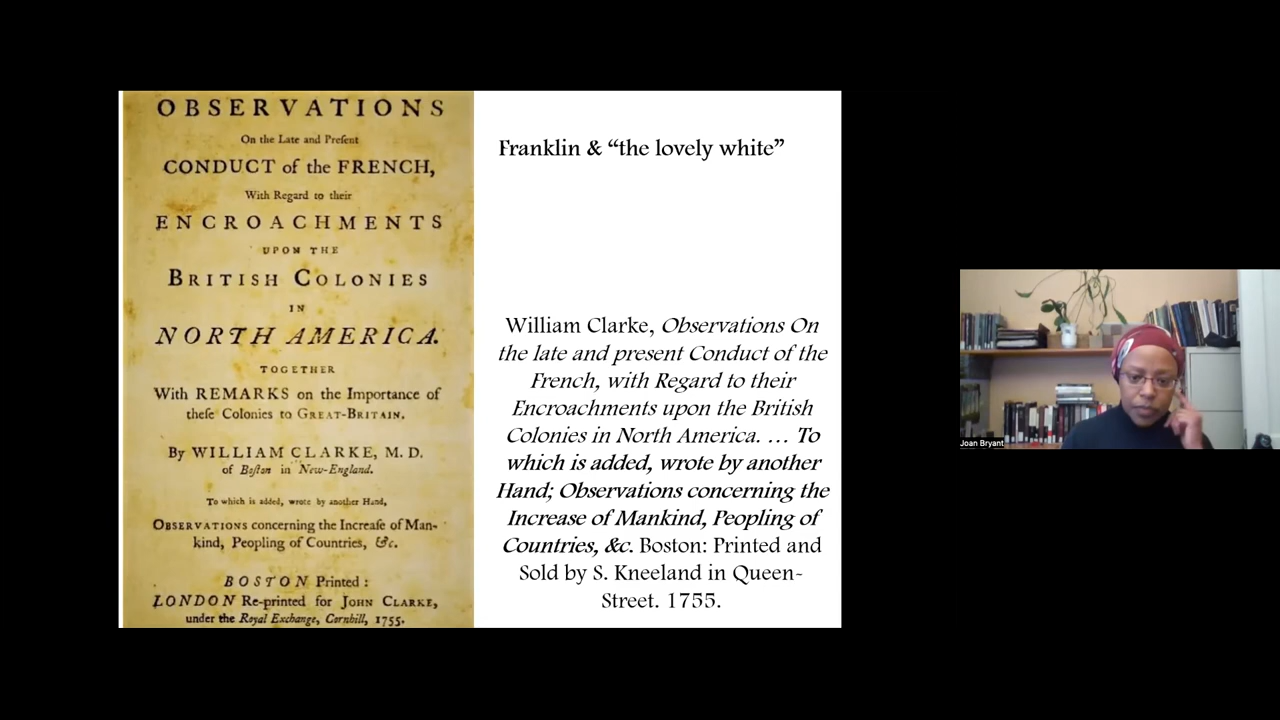 OBSERVATIONS
On the Late and Preſent
CONDUCT of the FRENCH,
With Regard to their
ENCROACHMENTS
UPON THE
BRITISH COLONIES
IN
NORTH AMERICA.
TOGETHER
With REMARKS on the Importance of
theſe Colonies to GREAT-BRITAIN.
By WILLIAM CLARKE, M. D.
of Boſton in New-England.
To which is added, wrote by another Hand,
OBSERVATIONS concerning the Increaſe of Man-
kind, Peopling of Countries, &c.
BOSTON Printed:
LONDON Re-printed for JOHN CLARKE,
under the Royal Exchange, Cornhill, 1755.
Franklin & “the lovely white”
William Clarke, Observations On
the late and present Conduct of the
French, with Regard to their
Encroachments upon the British
Colonies in North America. … To
which is added, wrote by another
Hand; Observations concerning the
Increase of Mankind, Peopling of
Countries, &c. Boston: Printed and
Sold by S. Kneeland in Queen-
Street. 1755.
Joan Bryant